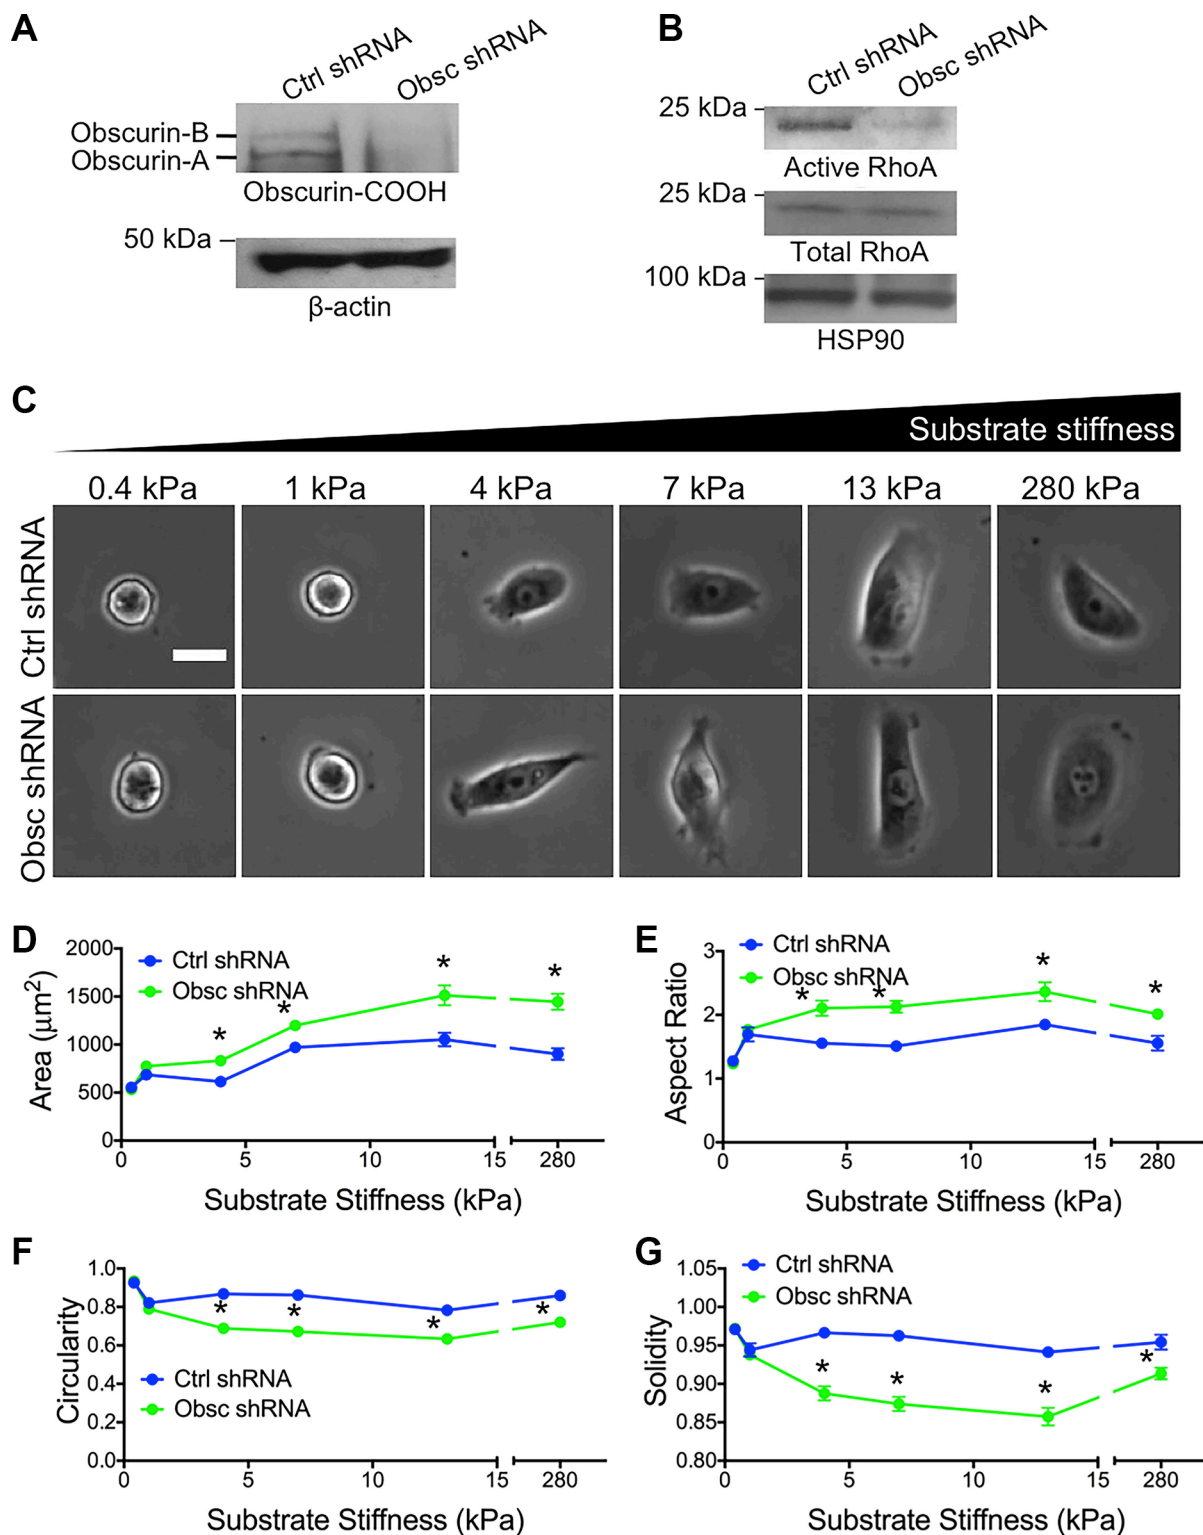 A
Ctrl shRNA
Obsc shRNA
Obscurin-B
Obscurin-A
Obscurin-COOH
50 kDa
β-actin
B
Ctrl shRNA
Obsc shRNA
25 kDa
Active RhoA
25 kDa
Total RhoA
100 kDa
HSP90
C
Substrate stiffness
0.4 kPa 1 kPa 4 kPa 7 kPa 13 kPa 280 kPa
Ctrl shRNA
Obsc shRNA
D
Ctrl shRNA
Obsc shRNA
Area (μm²)
2000
1500
1000
500
0
* * * *
0 5 10 15 280
Substrate Stiffness (kPa)
E
Ctrl shRNA
Obsc shRNA
Aspect Ratio
3
2
1
0
* * * *
0 5 10 15 280
Substrate Stiffness (kPa)
F
Circularity
1.0
0.8
0.6
0.4
0.2
0.0
* * * *
Ctrl shRNA
Obsc shRNA
0 5 10 15 280
Substrate Stiffness (kPa)
G
Ctrl shRNA
Obsc shRNA
Solidity
1.05
1.00
0.95
0.90
0.85
0.80
* * * *
0 5 10 15 280
Substrate Stiffness (kPa)